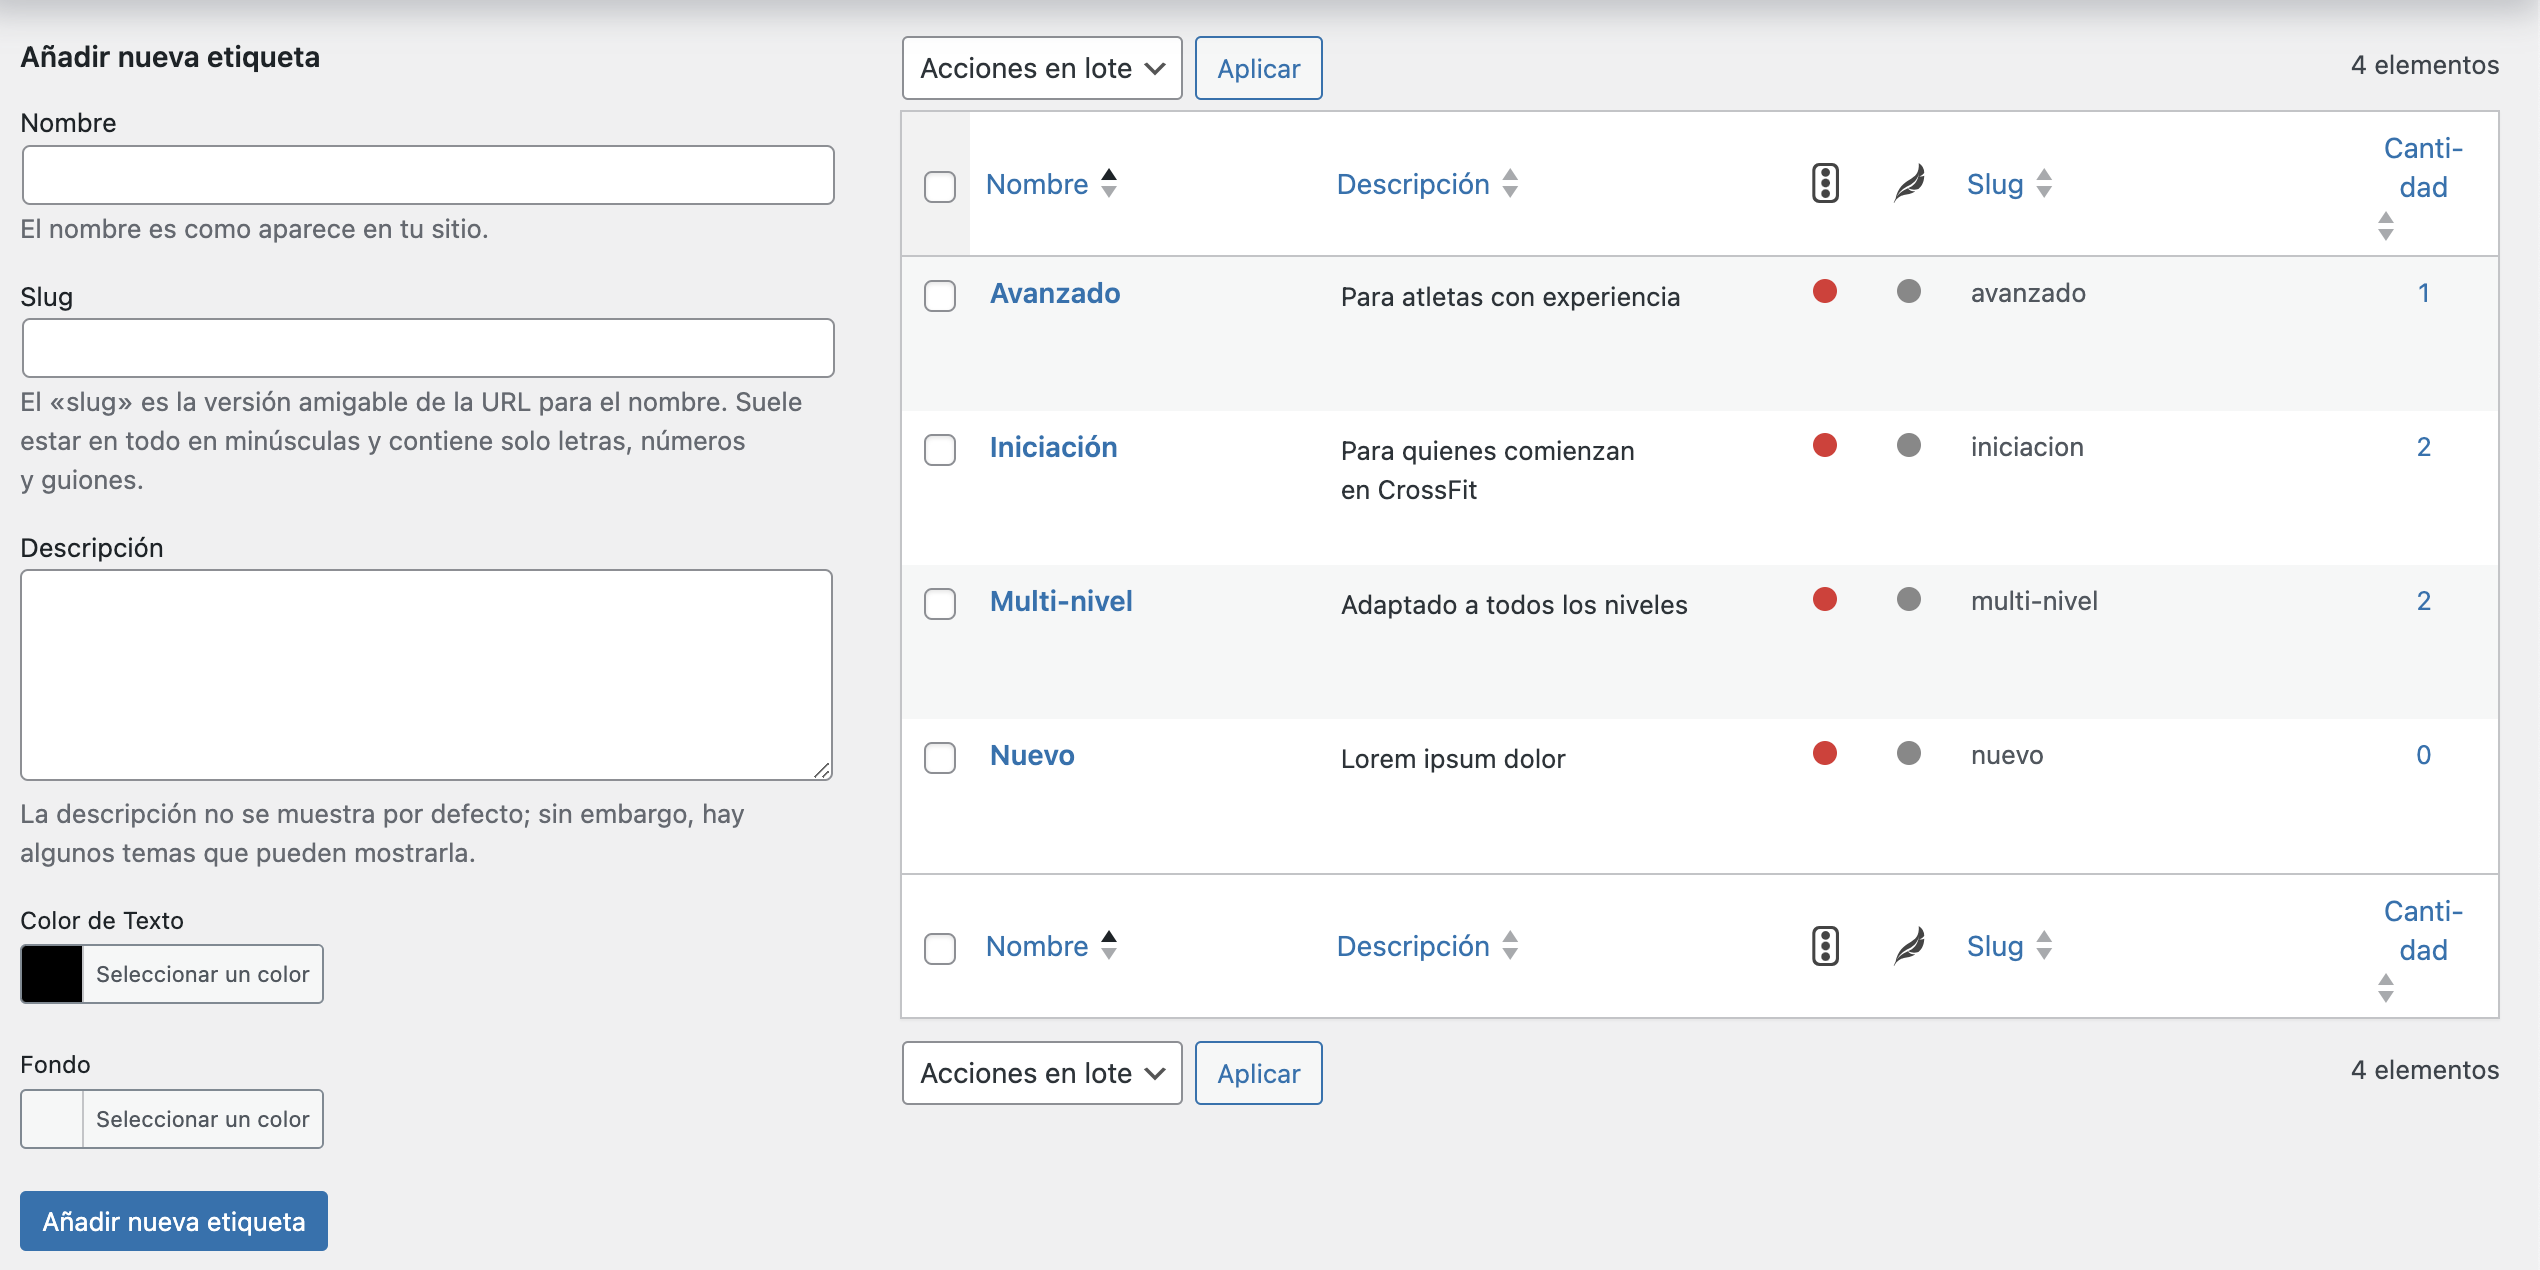 Añadir nueva etiqueta
Nombre
El nombre es como aparece en tu sitio.
Slug
El «slug» es la versión amigable de la URL para el nombre. Suele
estar en todo en minúsculas y contiene solo letras, números
y guiones.
Descripción
La descripción no se muestra por defecto; sin embargo, hay
algunos temas que pueden mostrarla.
Color de Texto
Seleccionar un color
Fondo
Seleccionar un color
Añadir nueva etiqueta
Acciones en lote Aplicar 4 elementos
Nombre Descripción Slug Canti-
dad
Avanzado Para atletas con experiencia avanzado 1
Iniciación Para quienes comienzan iniciacion 2
en CrossFit
Multi-nivel Adaptado a todos los niveles multi-nivel 2
Nuevo Lorem ipsum dolor nuevo 0
Nombre Descripción Slug Canti-
dad
Acciones en lote Aplicar 4 elementos